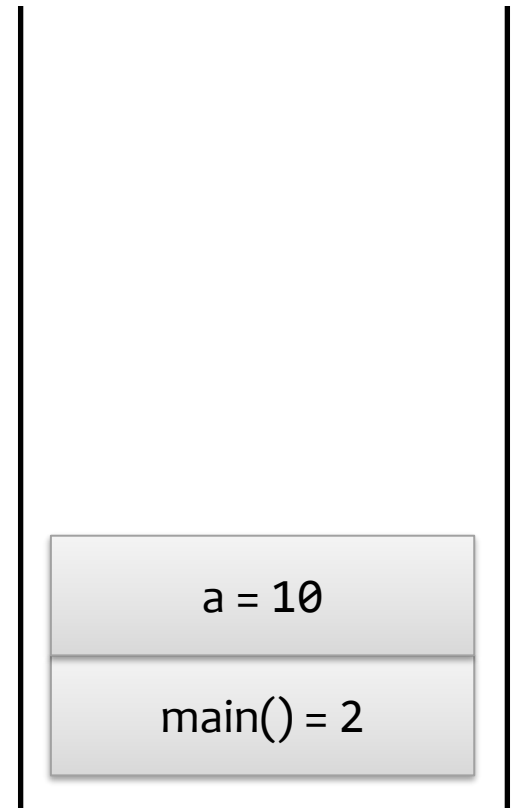 a = 10
main() = 2